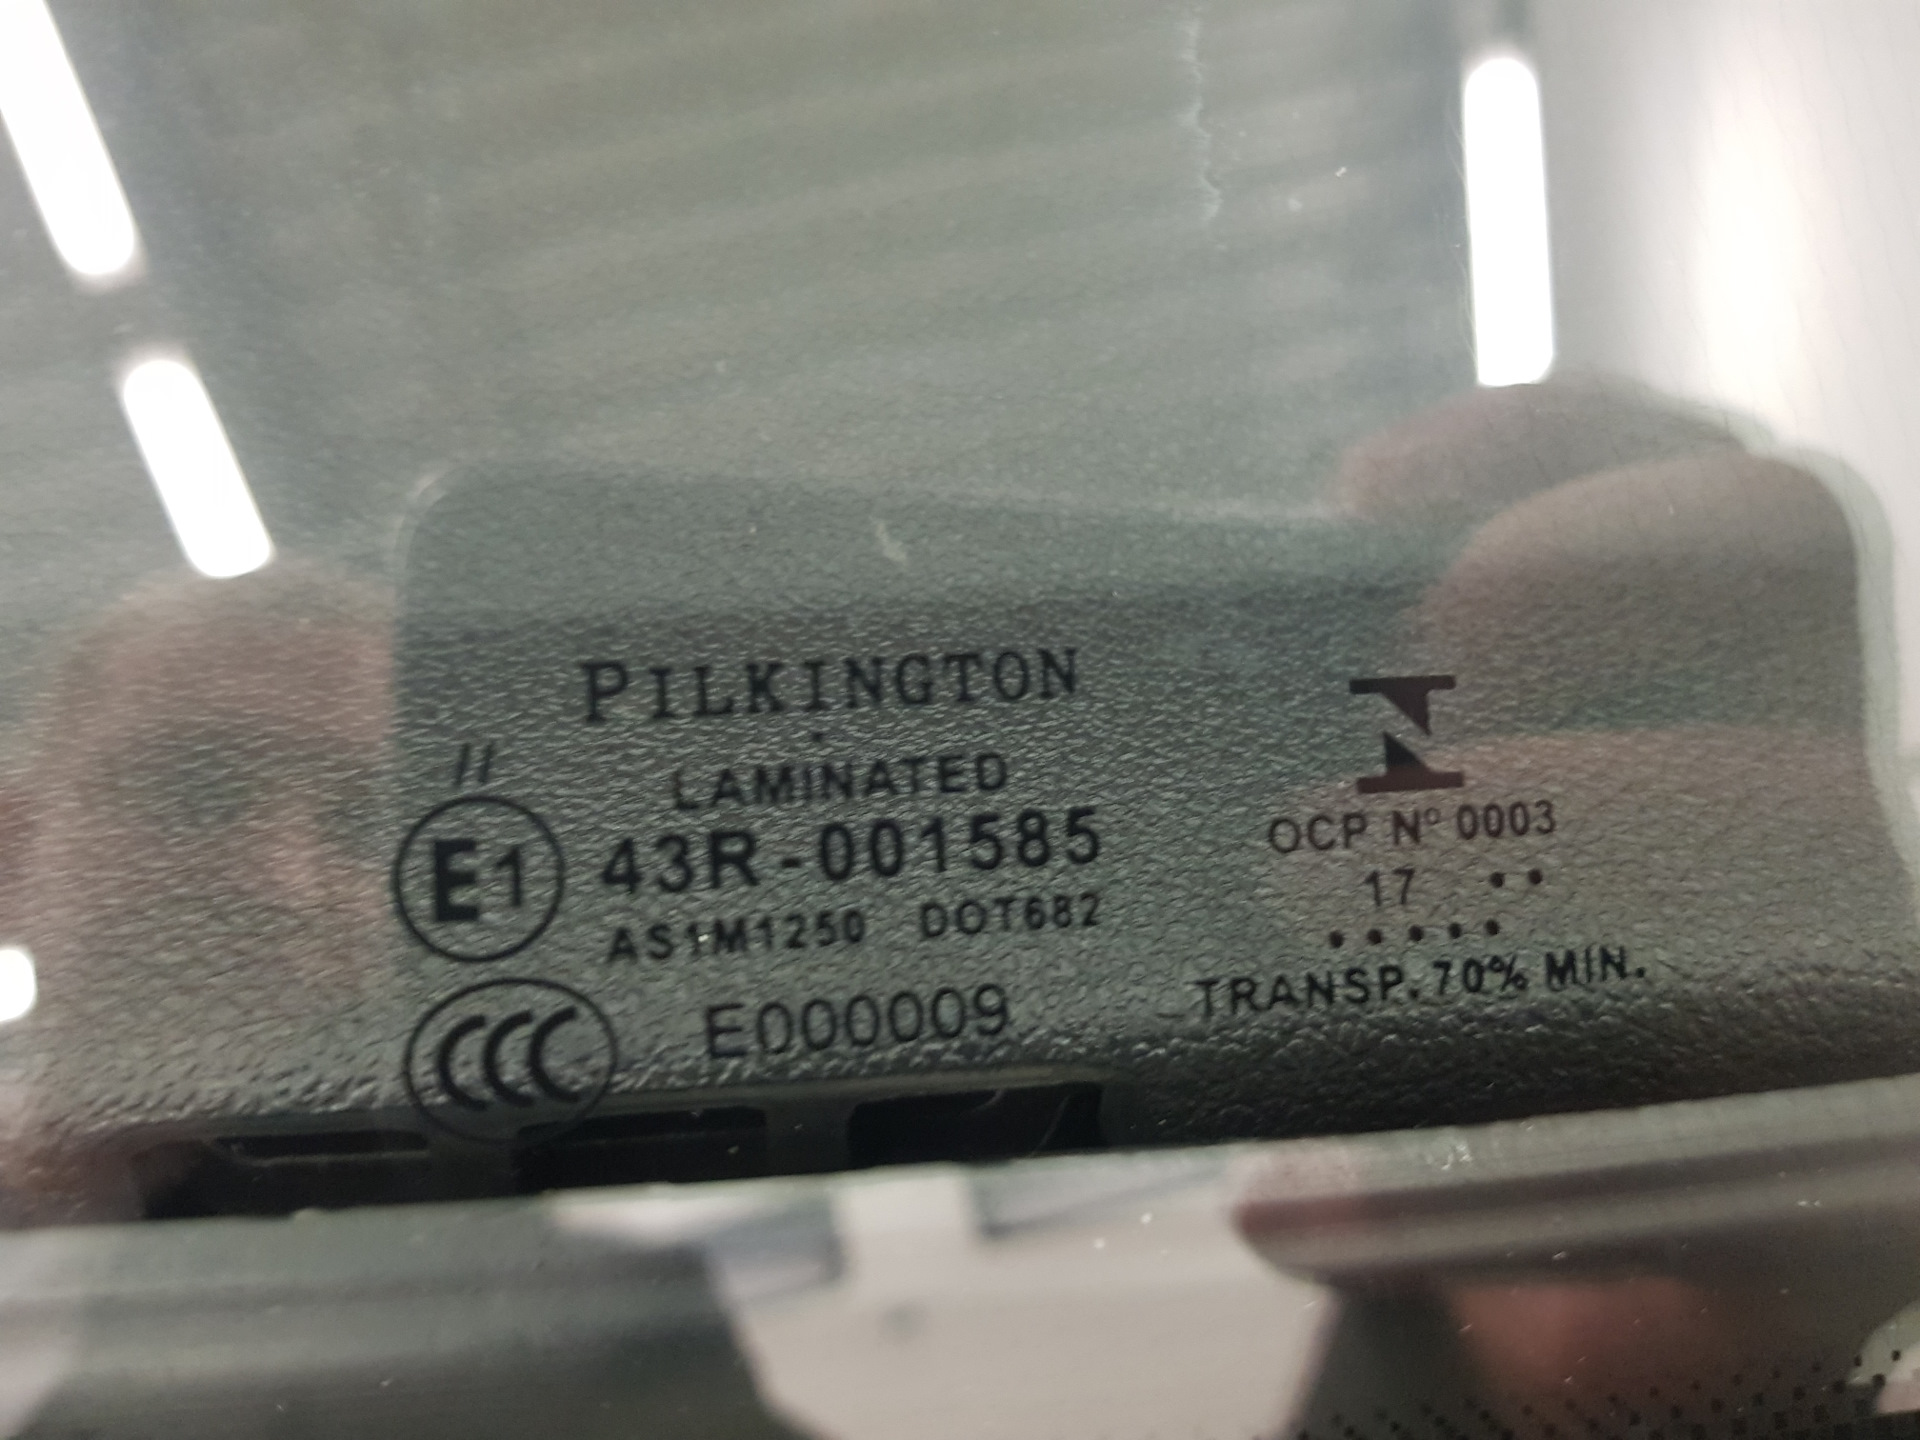 PILKINGTON
//
LAMINATED
E1 43R-001585
AS1M1250 DOT682
CCC E000009
N
OCP Nº 0003
17 ..
.....
TRANSP. 70% MIN.